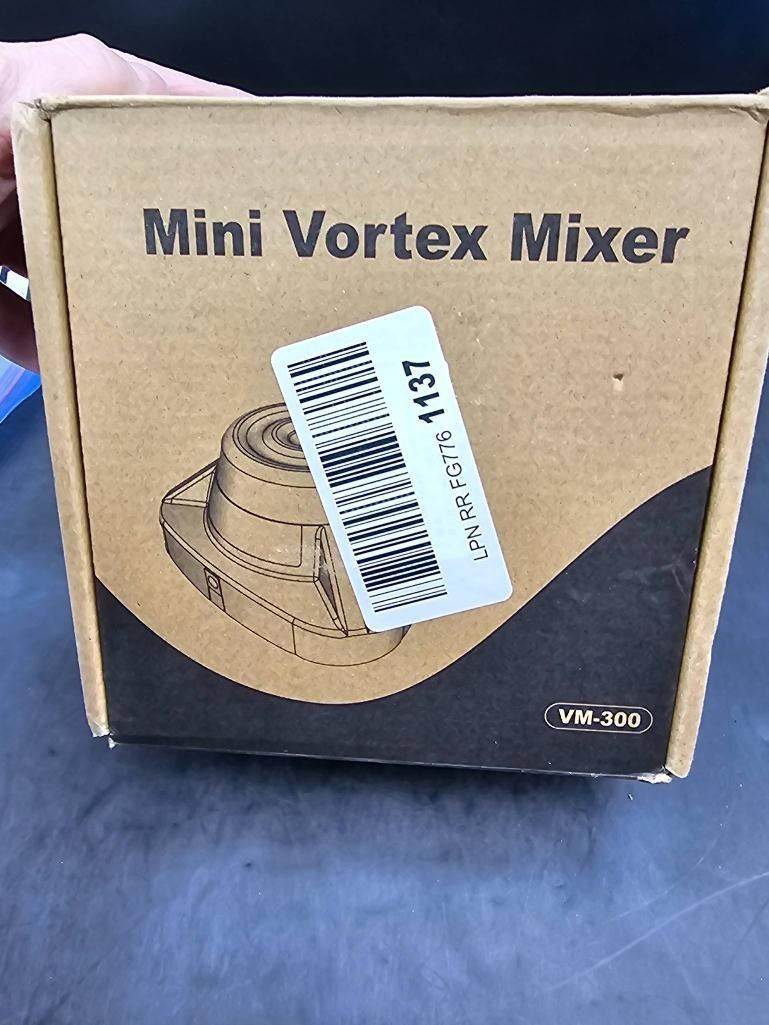 Mini Vortex Mixer
LPN RR FG776 1137
VM-300